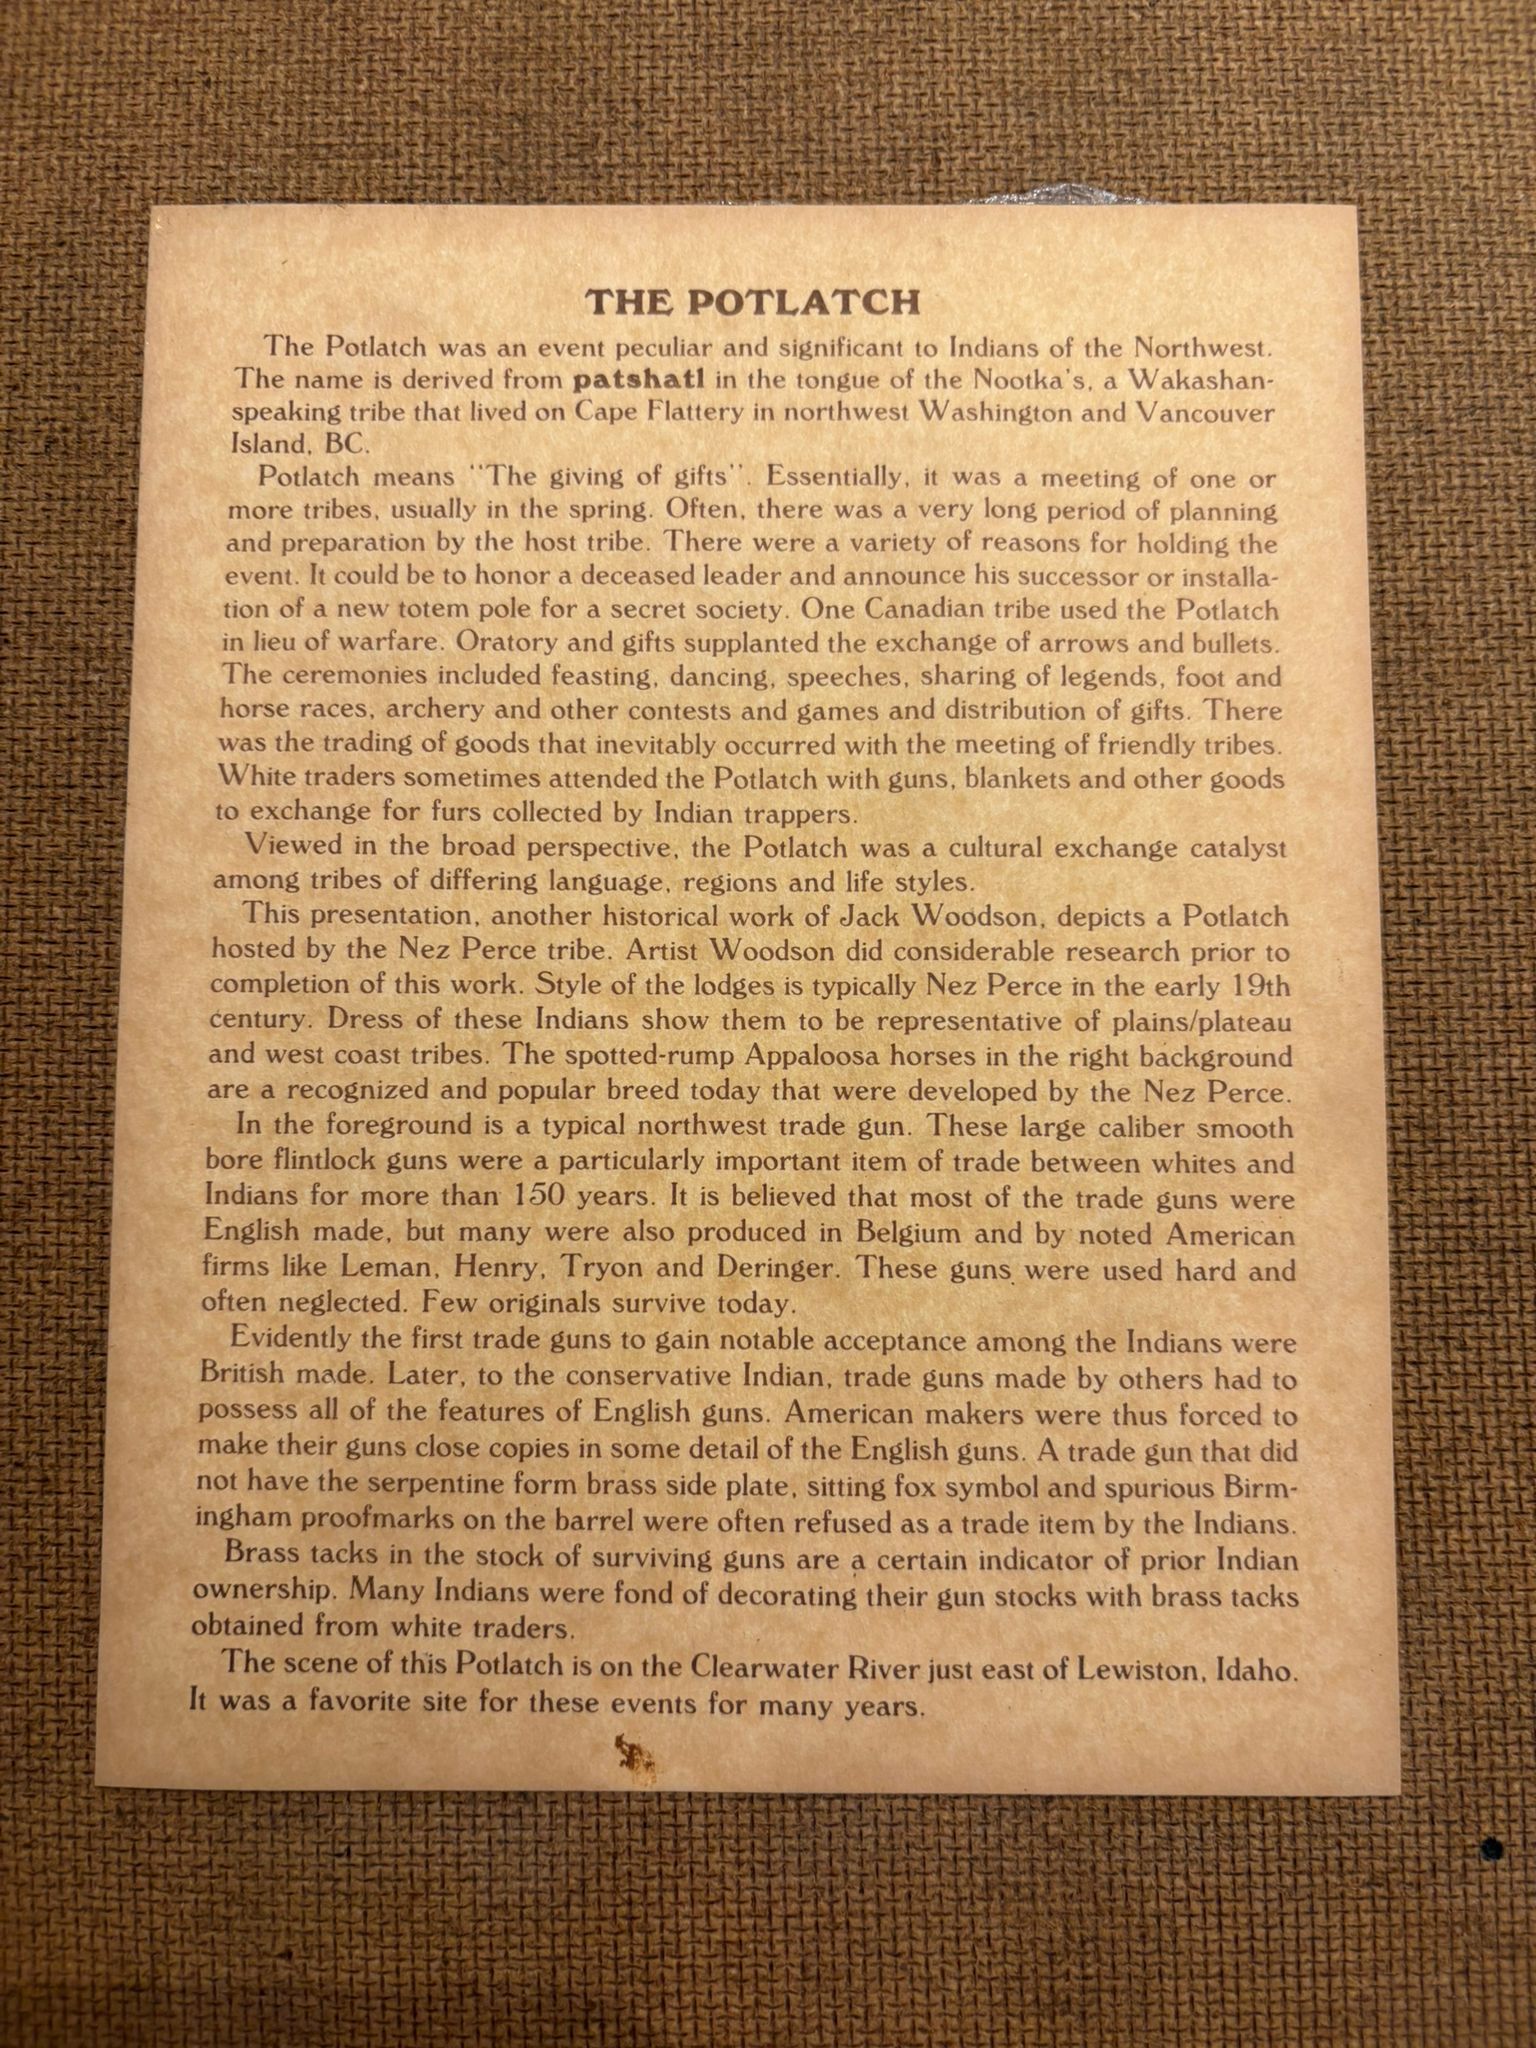 THE POTLATCH
The Potlatch was an event peculiar and significant to Indians of the Northwest.
The name is derived from patshatl in the tongue of the Nootka's, a Wakashan-
speaking tribe that lived on Cape Flattery in northwest Washington and Vancouver
Island, BC.
Potlatch means "The giving of gifts". Essentially, it was a meeting of one or
more tribes, usually in the spring. Often, there was a very long period of planning
and preparation by the host tribe. There were a variety of reasons for holding the
event. It could be to honor a deceased leader and announce his successor or installa-
tion of a new totem pole for a secret society. One Canadian tribe used the Potlatch
in lieu of warfare. Oratory and gifts supplanted the exchange of arrows and bullets.
The ceremonies included feasting, dancing, speeches, sharing of legends, foot and
horse races, archery and other contests and games and distribution of gifts. There
was the trading of goods that inevitably occurred with the meeting of friendly tribes.
White traders sometimes attended the Potlatch with guns, blankets and other goods
to exchange for furs collected by Indian trappers.
Viewed in the broad perspective, the Potlatch was a cultural exchange catalyst
among tribes of differing language, regions and life styles.
This presentation, another historical work of Jack Woodson, depicts a Potlatch
hosted by the Nez Perce tribe. Artist Woodson did considerable research prior to
completion of this work. Style of the lodges is typically Nez Perce in the early 19th
century. Dress of these Indians show them to be representative of plains/plateau
and west coast tribes. The spotted-rump Appaloosa horses in the right background
are a recognized and popular breed today that were developed by the Nez Perce.
In the foreground is a typical northwest trade gun. These large caliber smooth
bore flintlock guns were a particularly important item of trade between whites and
Indians for more than 150 years. It is believed that most of the trade guns were
English made, but many were also produced in Belgium and by noted American
firms like Leman, Henry, Tryon and Deringer. These guns were used hard and
often neglected. Few originals survive today.
Evidently the first trade guns to gain notable acceptance among the Indians were
British made. Later, to the conservative Indian, trade guns made by others had to
possess all of the features of English guns. American makers were thus forced to
make their guns close copies in some detail of the English guns. A trade gun that did
not have the serpentine form brass side plate, sitting fox symbol and spurious Birm-
ingham proofmarks on the barrel were often refused as a trade item by the Indians.
Brass tacks in the stock of surviving guns are a certain indicator of prior Indian
ownership. Many Indians were fond of decorating their gun stocks with brass tacks
obtained from white traders.
The scene of this Potlatch is on the Clearwater River just east of Lewiston, Idaho.
It was a favorite site for these events for many years.